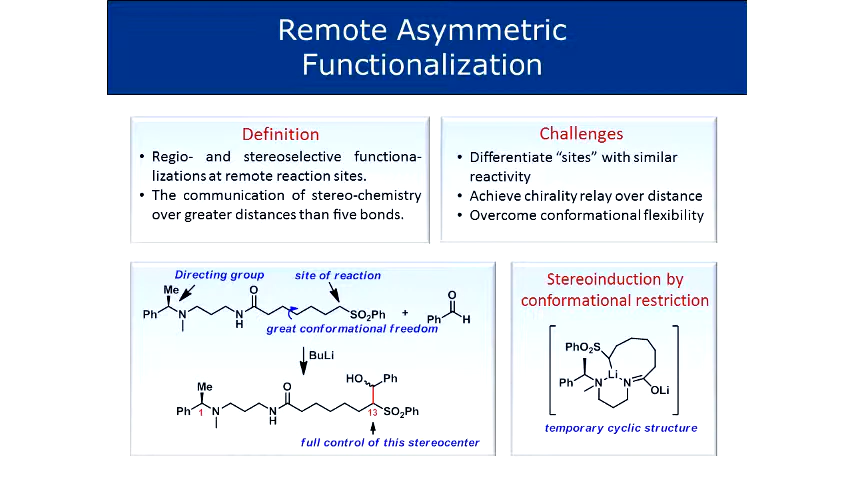 Remote Asymmetric
Functionalization
Definition
• Regio- and stereoselective functiona-
lizations at remote reaction sites.
• The communication of stereo-chemistry
over greater distances than five bonds.
Challenges
• Differentiate “sites” with similar
reactivity
• Achieve chirality relay over distance
• Overcome conformational flexibility
Directing group
site of reaction
Me
O
O
Ph
N
N
H
SO₂Ph
+
Ph
H
great conformational freedom
BuLi
HO
Ph
Me
O
Ph
1
N
N
H
13
SO₂Ph
full control of this stereocenter
Stereoinduction by
conformational restriction
PhO₂S
Li
Ph
N
N
OLi
temporary cyclic structure